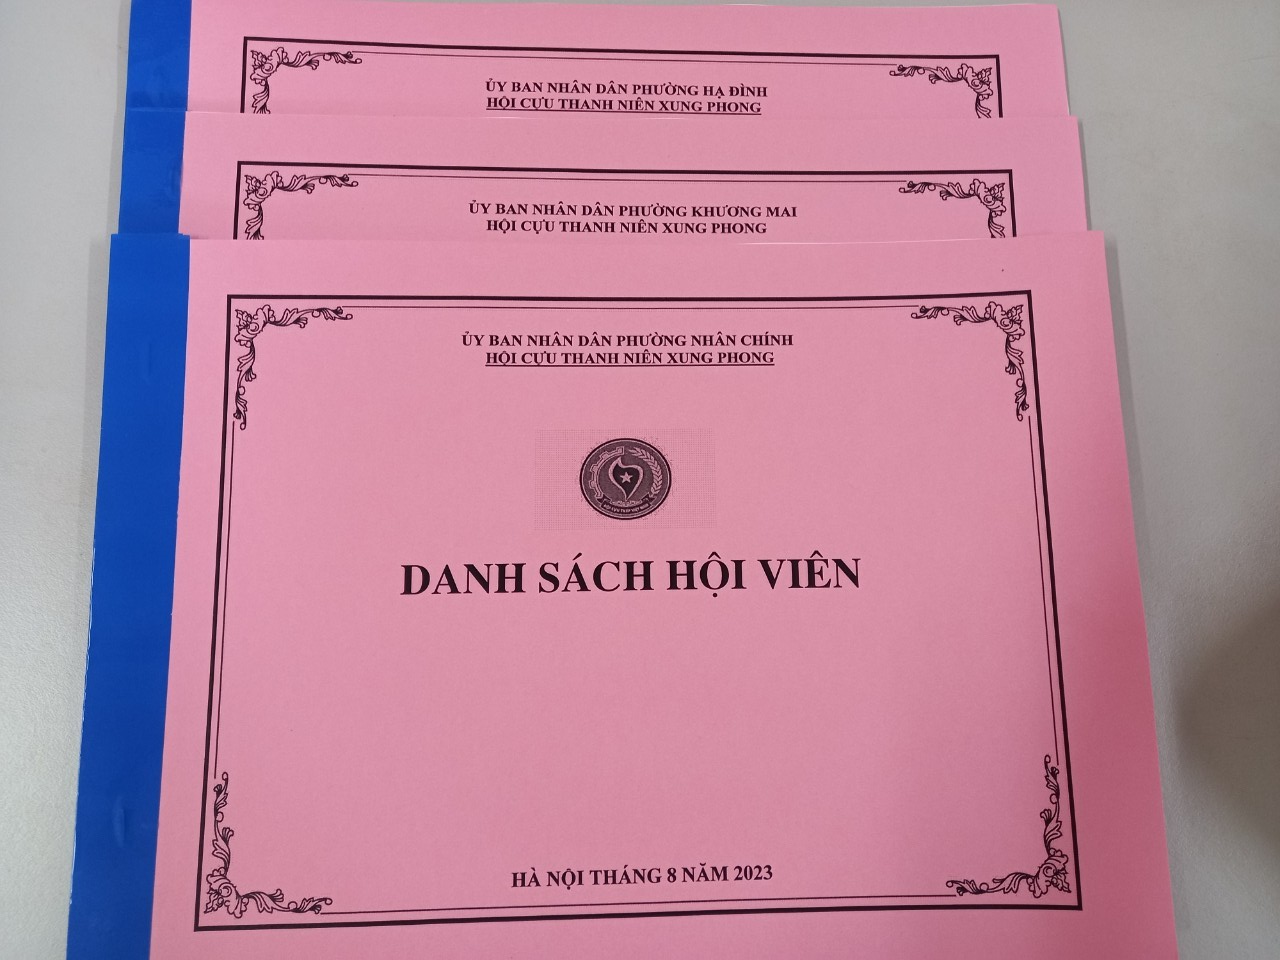 ỦY BAN NHÂN DÂN PHƯỜNG HẠ ĐÌNH
HỘI CỰU THANH NIÊN XUNG PHONG
ỦY BAN NHÂN DÂN PHƯỜNG KHƯƠNG MAI
HỘI CỰU THANH NIÊN XUNG PHONG
ỦY BAN NHÂN DÂN PHƯỜNG NHÂN CHÍNH
HỘI CỰU THANH NIÊN XUNG PHONG
DANH SÁCH HỘI VIÊN
HÀ NỘI THÁNG 8 NĂM 2023